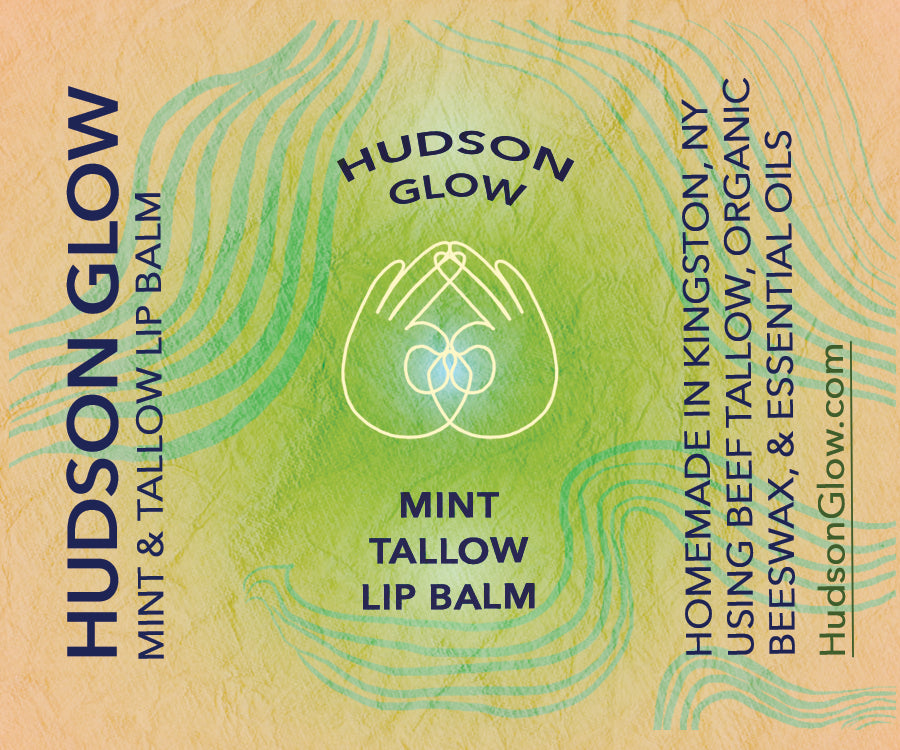 HUDSON GLOW
MINT & TALLOW LIP BALM
HUDSON
GLOW
MINT
TALLOW
LIP BALM
HOMEMADE IN KINGSTON, NY
USING BEEF TALLOW, ORGANIC
BEESWAX, & ESSENTIAL OILS
HudsonGlow.com